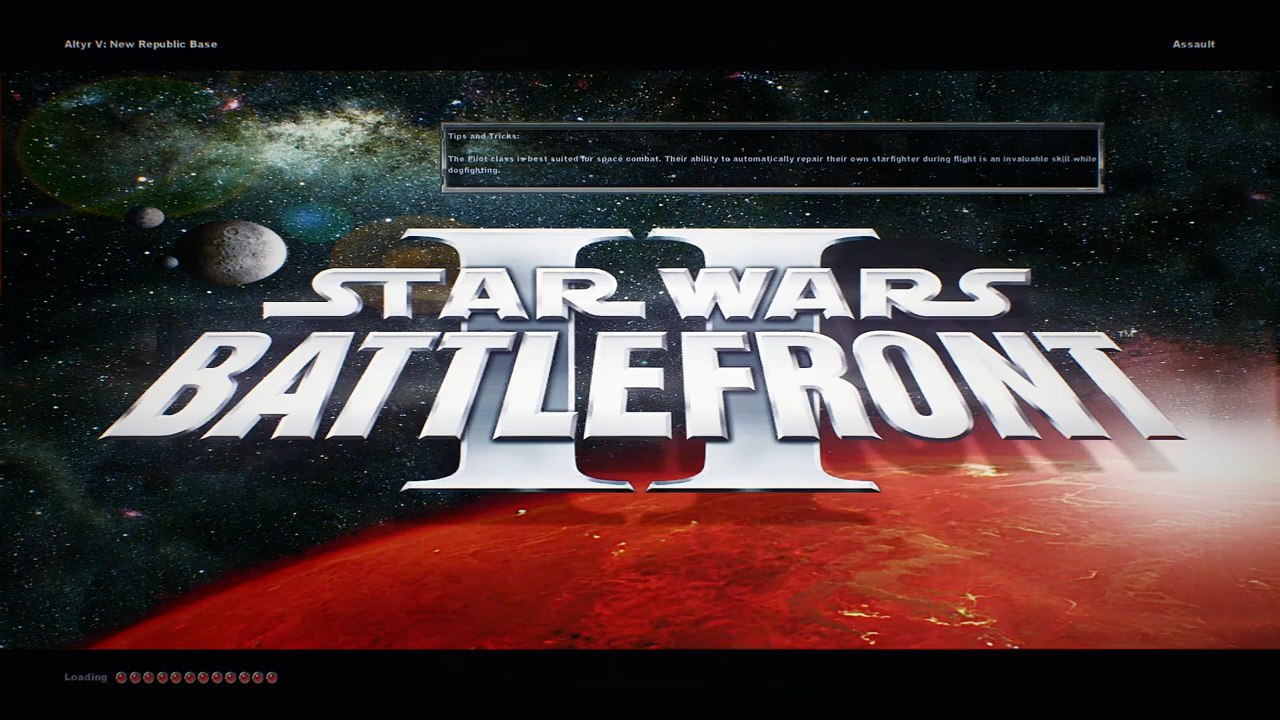 Altyr V: New Republic Base
Assault
Tips and Tricks:
The Pilot class is best suited for space combat. Their ability to automatically repair their own starfighter during flight is an invaluable skill while
dogfighting.
II
STAR WARS
BATTLEFRONT
TM
Loading